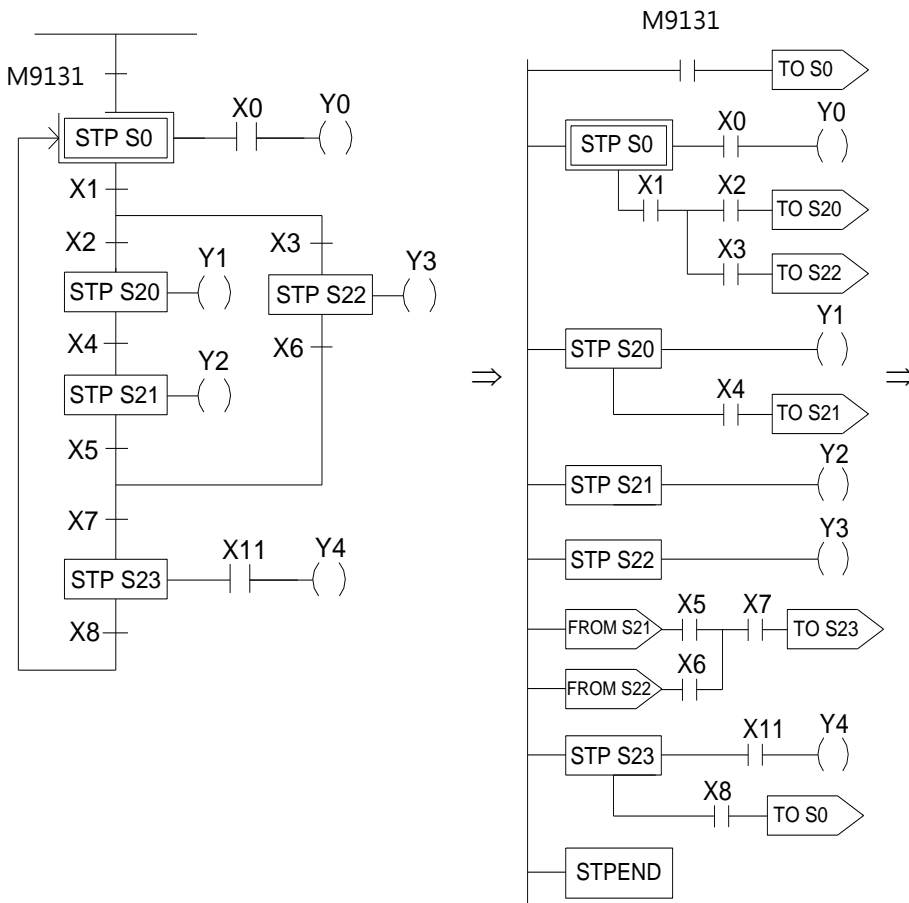 M9131
X0 Y0
STP S0
X1
X2
X3
Y1
Y3
STP S20
STP S22
X4
X6
Y2
STP S21
X5
X7
X11 Y4
STP S23
X8
⇒
M9131
TO S0
X0 Y0
STP S0
X1 X2
TO S20
X3
TO S22
Y1
STP S20
X4
TO S21
Y2
STP S21
Y3
STP S22
X5 X7
FROM S21
TO S23
X6
FROM S22
X11 Y4
STP S23
X8
TO S0
STPEND
⇒